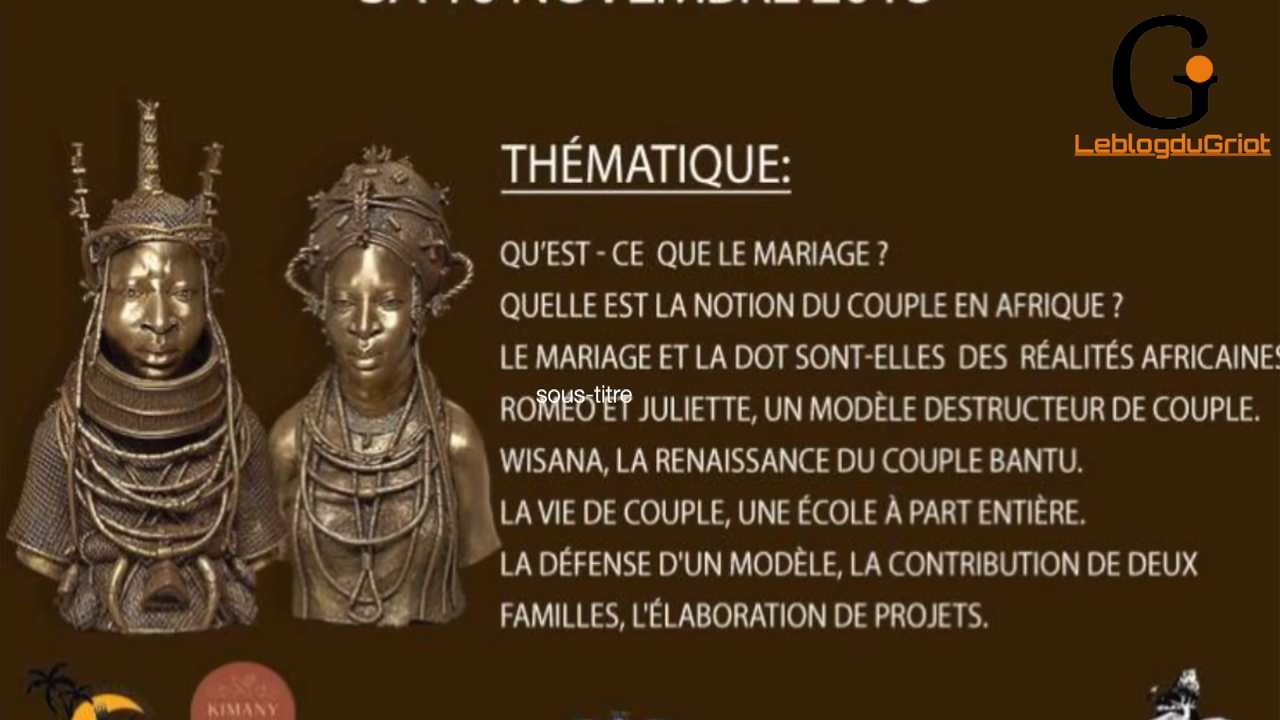 NOVEMBRE
LeblogduGriot
THÉMATIQUE:
QU'EST - CE QUE LE MARIAGE ?
QUELLE EST LA NOTION DU COUPLE EN AFRIQUE ?
LE MARIAGE ET LA DOT SONT-ELLES DES RÉALITÉS AFRICAINES
sous-titre
ROMEO ET JULIETTE, UN MODÈLE DESTRUCTEUR DE COUPLE.
WISANA, LA RENAISSANCE DU COUPLE BANTU.
LA VIE DE COUPLE, UNE ÉCOLE À PART ENTIÈRE.
LA DÉFENSE D'UN MODÈLE, LA CONTRIBUTION DE DEUX
FAMILLES, L'ÉLABORATION DE PROJETS.
KIMANY